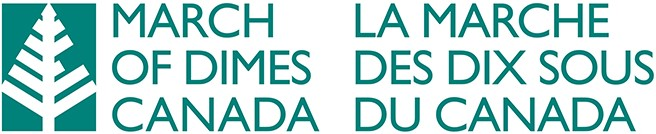 MARCH
OF DIMES
CANADA
LA MARCHE
DES DIX SOUS
DU CANADA